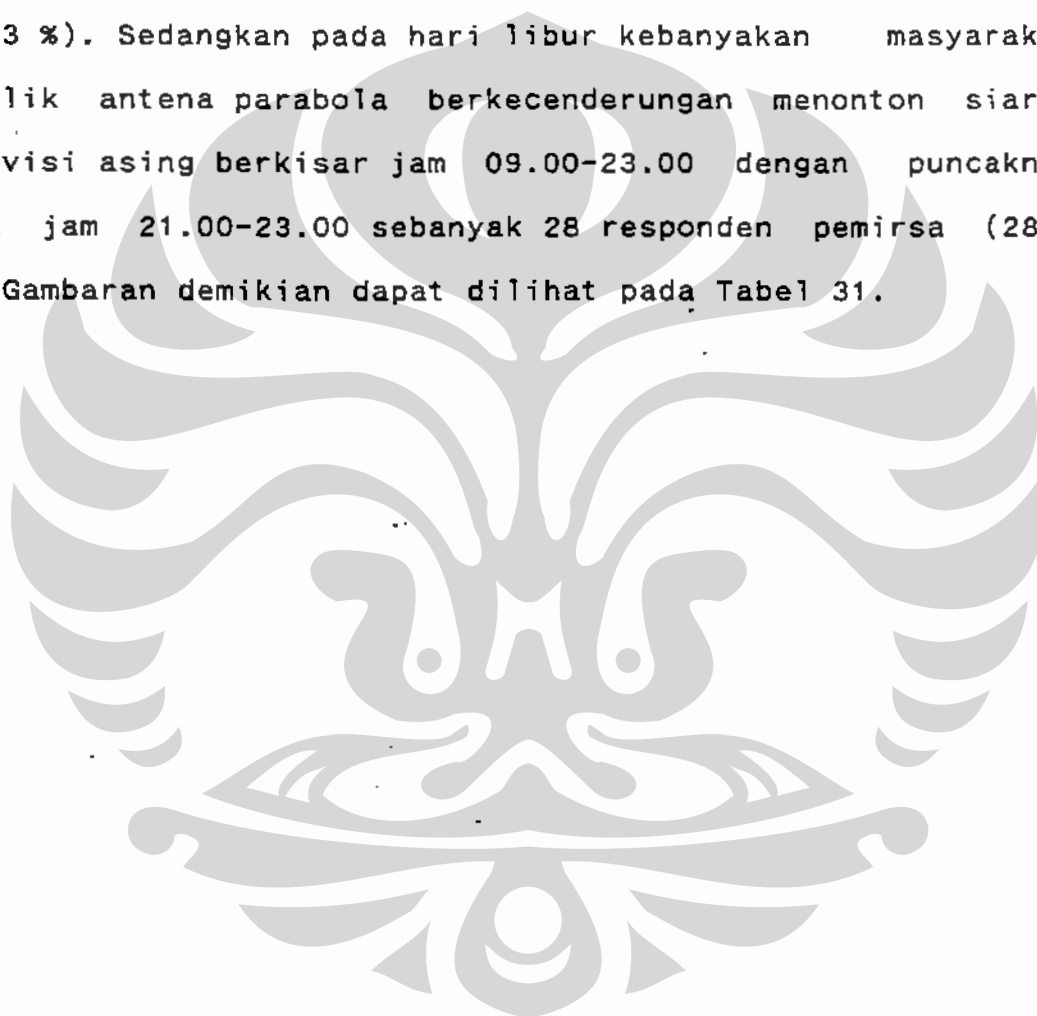 3 %). Sedangkan pada hari libur kebanyakan masyarak
lik antena parabola berkecenderungan menonton siar
visi asing berkisar jam 09.00-23.00 dengan puncakn
jam 21.00-23.00 sebanyak 28 responden pemirsa (28
Gambaran demikian dapat dilihat pada Tabel 31.